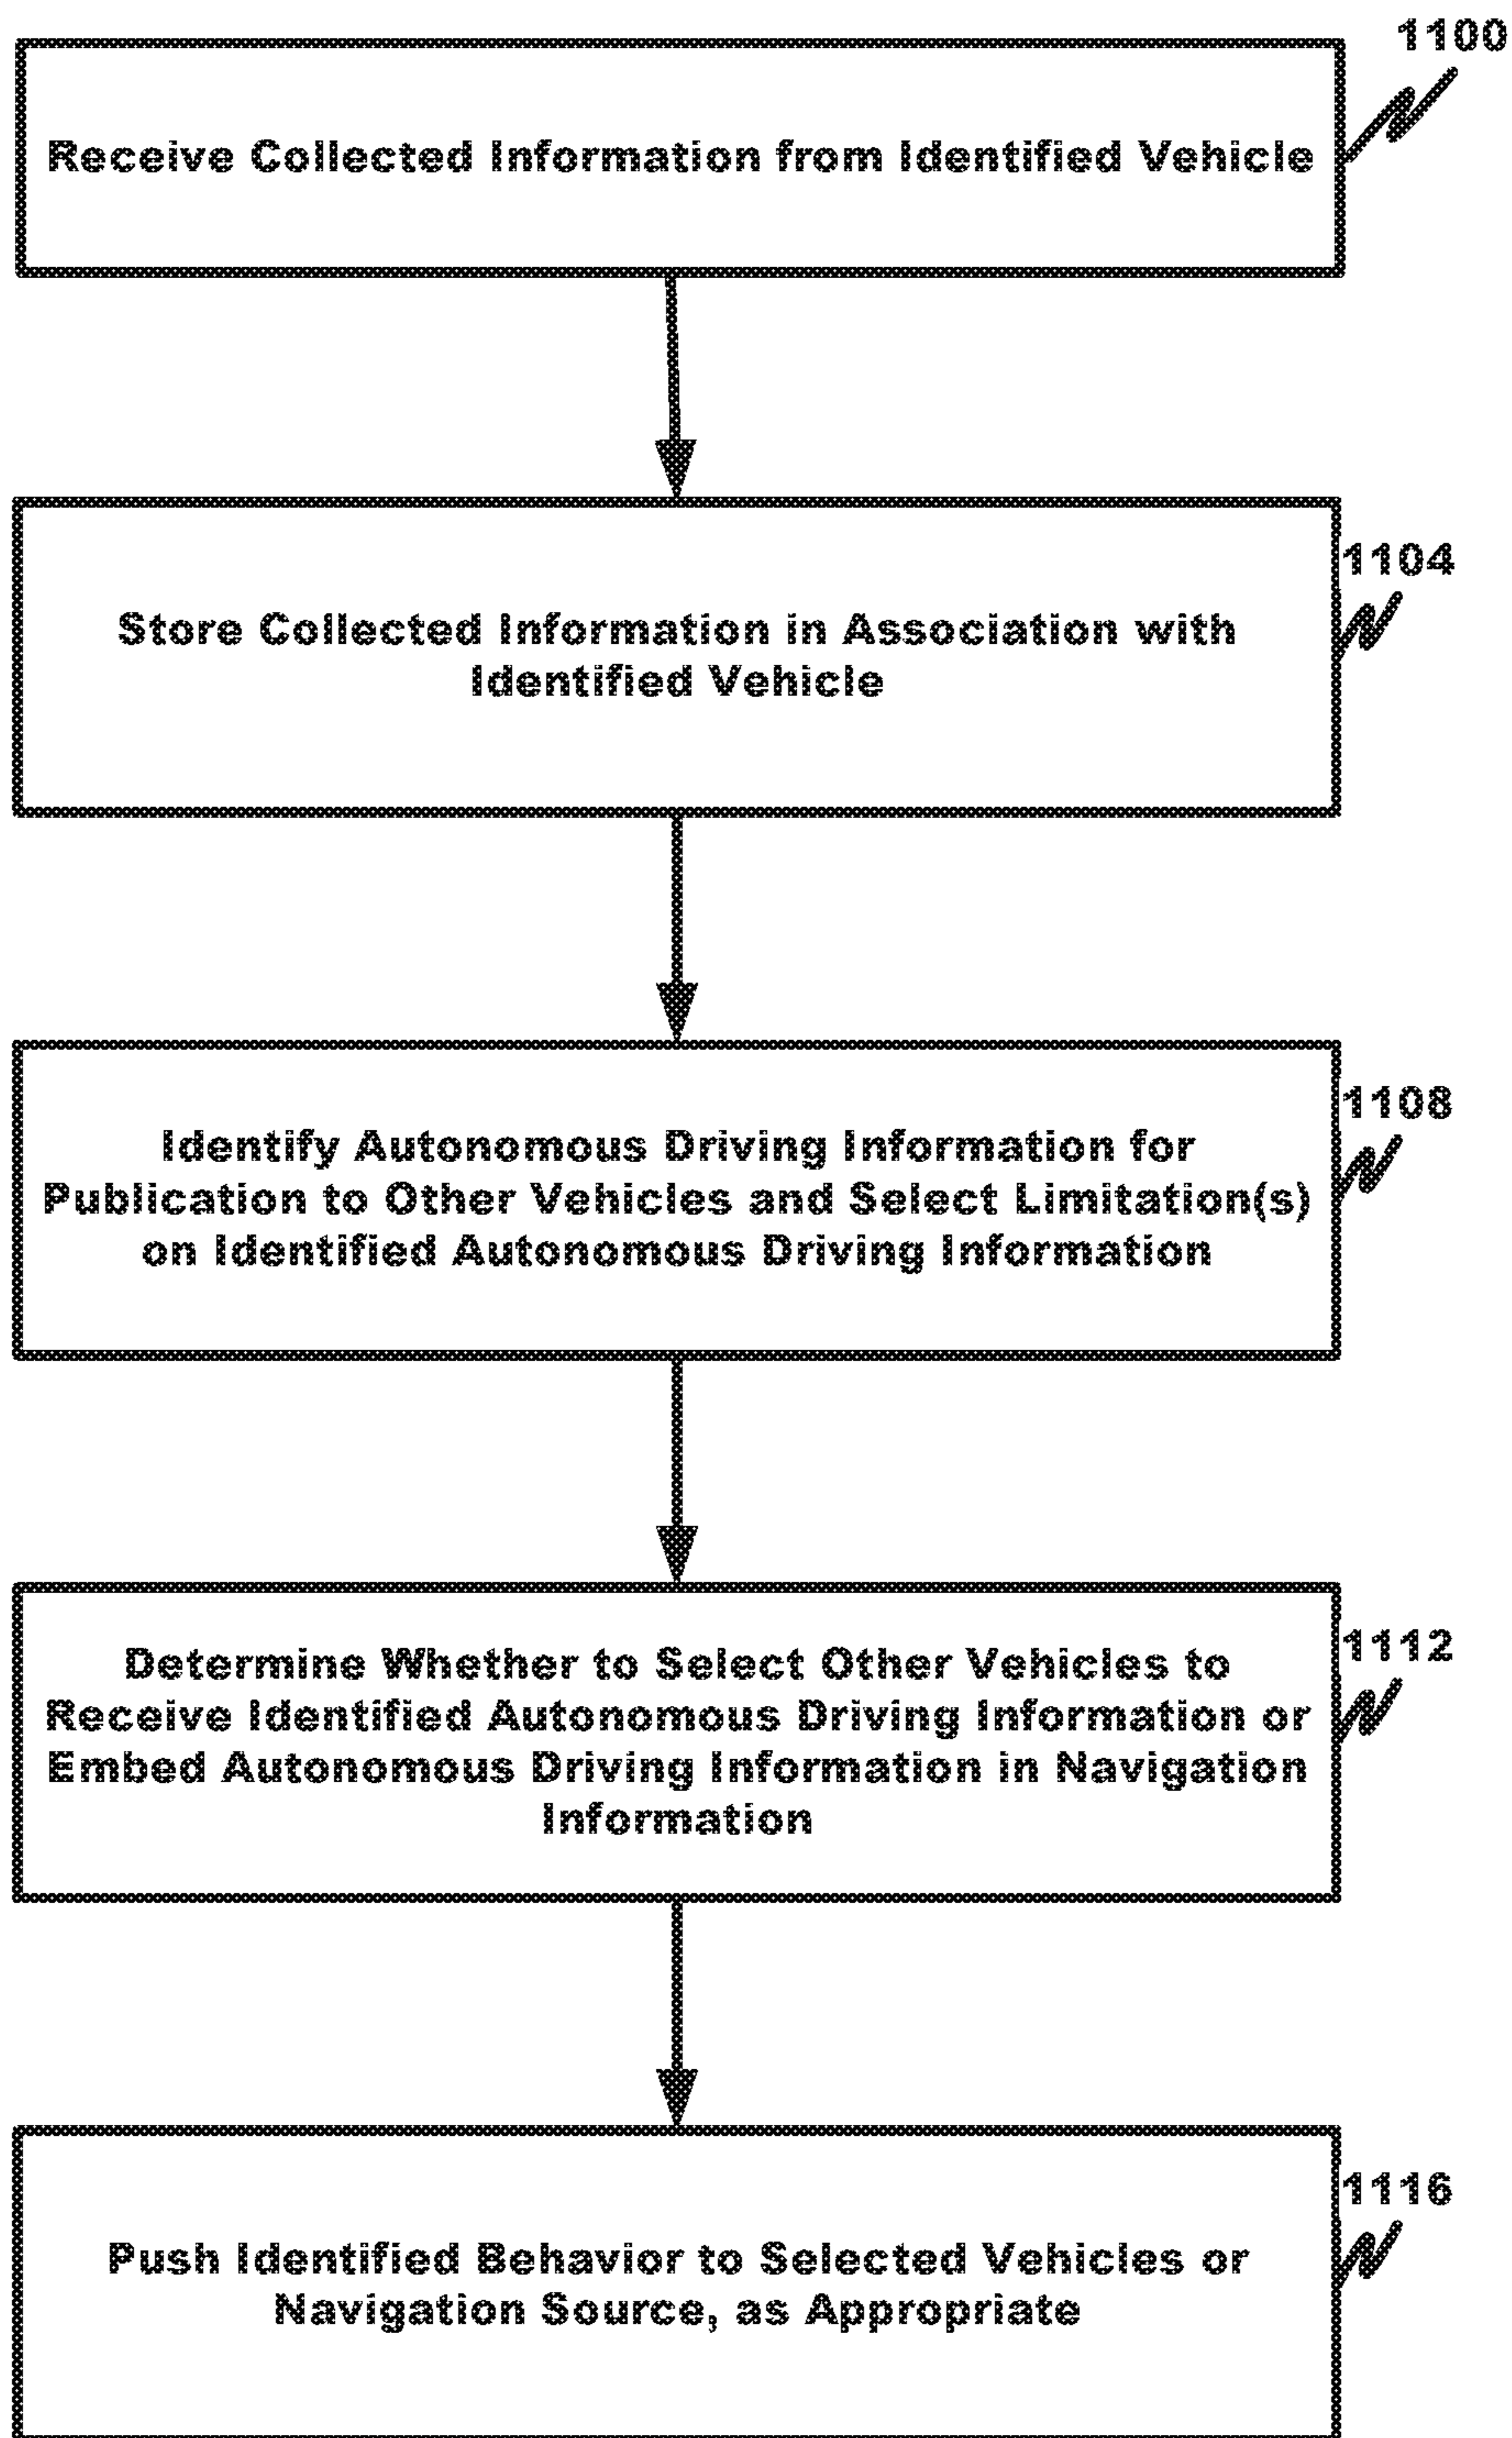 1100
Receive Collected Information from Identified Vehicle
1104
Store Collected Information in Association with
Identified Vehicle
1108
Identify Autonomous Driving Information for
Publication to Other Vehicles and Select Limitation(s)
on Identified Autonomous Driving Information
1112
Determine Whether to Select Other Vehicles to
Receive Identified Autonomous Driving Information or
Embed Autonomous Driving Information in Navigation
Information
1116
Push Identified Behavior to Selected Vehicles or
Navigation Source, as Appropriate